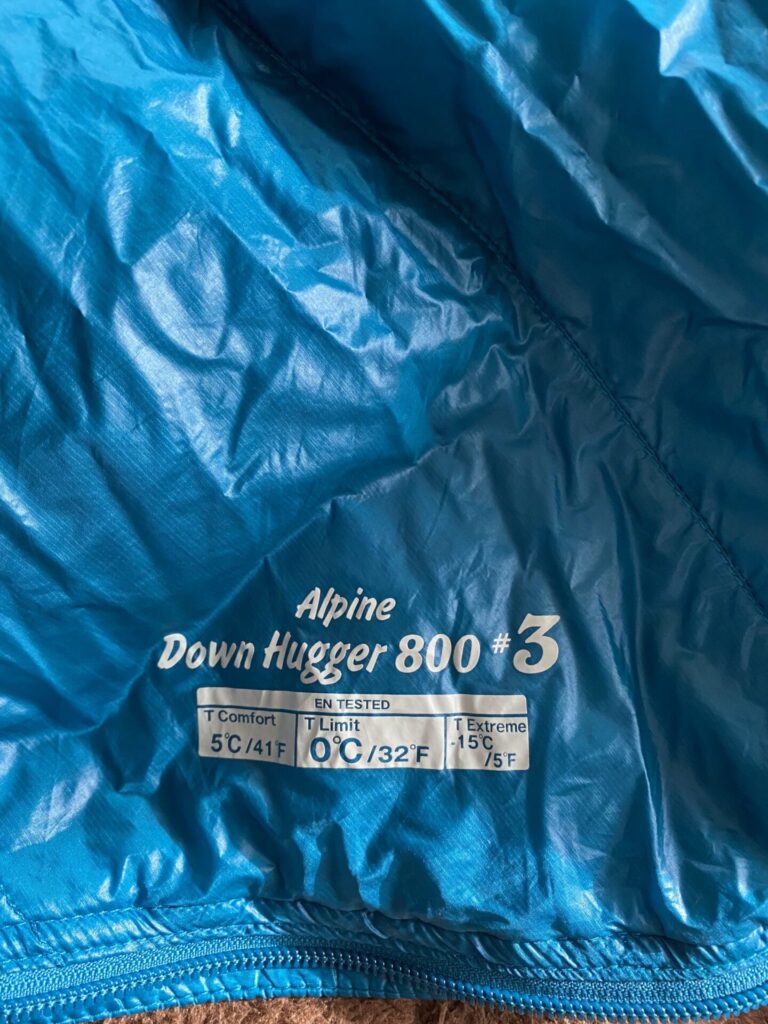 Alpine
Down Hugger 800 #3
EN TESTED
T Comfort T Limit T Extreme
5℃/41°F 0℃/32°F -15℃
/5°F